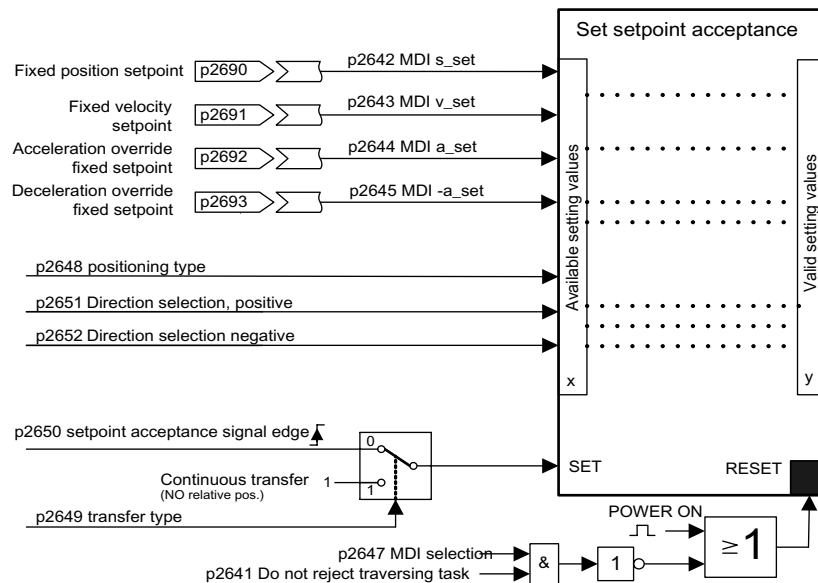 Set setpoint acceptance
Fixed position setpoint
p2690
p2642 MDI s_set
Fixed velocity
setpoint
p2691
p2643 MDI v_set
Acceleration override
fixed setpoint
p2692
p2644 MDI a_set
Deceleration override
fixed setpoint
p2693
p2645 MDI -a_set
Available setting values
Valid setting values
p2648 positioning type
p2651 Direction selection, positive
p2652 Direction selection negative
x
y
p2650 setpoint acceptance signal edge
0
SET
RESET
Continuous transfer
(NO relative pos.)
1
1
p2649 transfer type
POWER ON
≥1
p2647 MDI selection
p2641 Do not reject traversing task
&
1